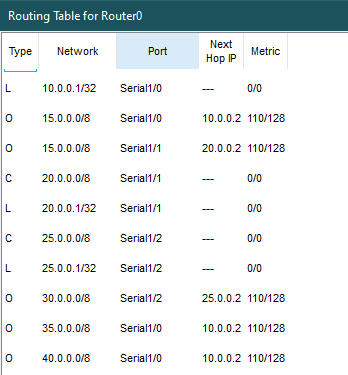 Routing Table for Router0
Type Network Port Next Hop IP Metric
L 10.0.0.1/32 Serial1/0 --- 0/0
O 15.0.0.0/8 Serial1/0 10.0.0.2 110/128
O 15.0.0.0/8 Serial1/1 20.0.0.2 110/128
C 20.0.0.0/8 Serial1/1 --- 0/0
L 20.0.0.1/32 Serial1/1 --- 0/0
C 25.0.0.0/8 Serial1/2 --- 0/0
L 25.0.0.1/32 Serial1/2 --- 0/0
O 30.0.0.0/8 Serial1/2 25.0.0.2 110/128
O 35.0.0.0/8 Serial1/0 10.0.0.2 110/128
O 40.0.0.0/8 Serial1/0 10.0.0.2 110/128